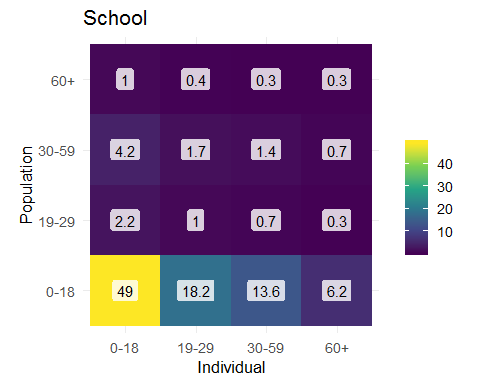 School
Population
60+ 1 0.4 0.3 0.3
30-59 4.2 1.7 1.4 0.7
19-29 2.2 1 0.7 0.3
0-18 49 18.2 13.6 6.2
0-18 19-29 30-59 60+
Individual
40
30
20
10